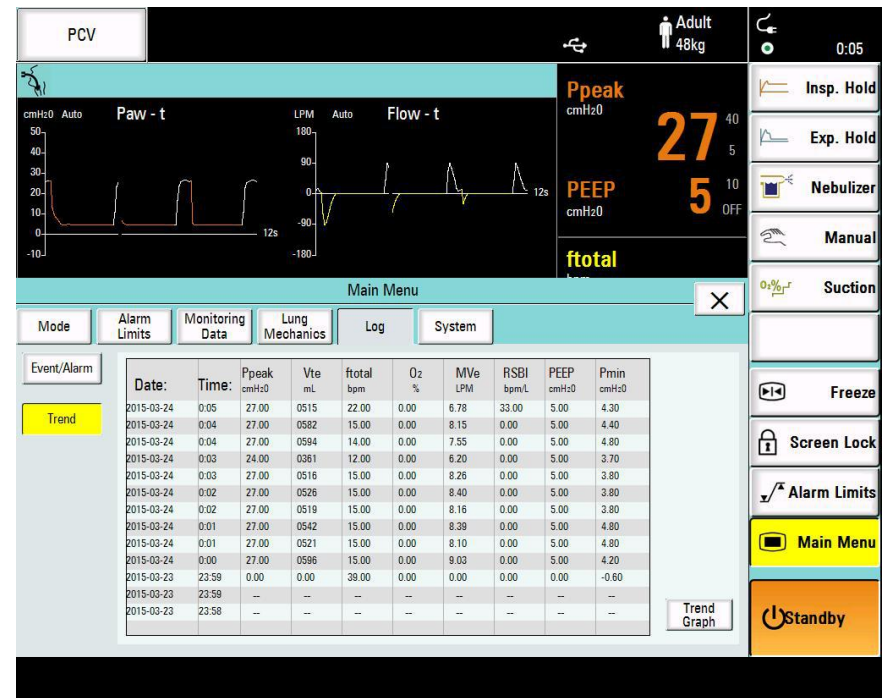 PCV
Adult
48kg
0:05
cmH20 Auto Paw - t
LPM Auto Flow - t
50
40
30
20
10
0
-10
12s
180
90
0
-90
-180
12s
Ppeak
cmH20
27
40
5
PEEP
cmH20
5
10
OFF
ftotal
Insp. Hold
Exp. Hold
Nebulizer
Manual
O2% Suction
Freeze
Screen Lock
Alarm Limits
Main Menu
Standby
Main Menu
X
Mode
Alarm Limits
Monitoring Data
Lung Mechanios
Log
System
Event/Alarm
Trend
Date: Time: Ppeak cmH20 Vte mL ftotal bpm O2 % MVe LPM RSBI bpm/L PEEP cmH20 Pmin cmH20
2015-03-24 0:05 27.00 0515 22.00 0.00 6.78 33.00 5.00 4.30
2015-03-24 0:04 27.00 0582 15.00 0.00 8.15 0.00 5.00 4.40
2015-03-24 0:04 27.00 0594 14.00 0.00 7.55 0.00 5.00 4.80
2015-03-24 0:03 24.00 0361 12.00 0.00 6.20 0.00 5.00 3.70
2015-03-24 0:03 27.00 0516 15.00 0.00 8.26 0.00 5.00 3.80
2015-03-24 0:02 27.00 0526 15.00 0.00 8.40 0.00 5.00 3.80
2015-03-24 0:02 27.00 0519 15.00 0.00 8.16 0.00 5.00 3.80
2015-03-24 0:01 27.00 0542 15.00 0.00 8.39 0.00 5.00 4.80
2015-03-24 0:01 27.00 0521 15.00 0.00 8.10 0.00 5.00 4.80
2015-03-24 0:00 27.00 0596 15.00 0.00 9.03 0.00 5.00 4.20
2015-03-23 23:59 0.00 0.00 39.00 0.00 0.00 0.00 0.00 -0.60
2015-03-23 23:59 -- -- -- -- -- -- -- --
2015-03-23 23:58 -- -- -- -- -- -- -- --
Trend Graph